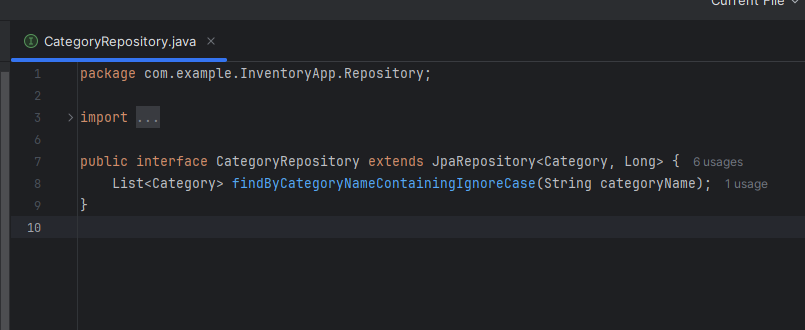 Current File
CategoryRepository.java
1 package com.example.InventoryApp.Repository;
2
3 import ...
6
7 public interface CategoryRepository extends JpaRepository<Category, Long> { 6 usages
8 List<Category> findByCategoryNameContainingIgnoreCase(String categoryName); 1 usage
9 }
10